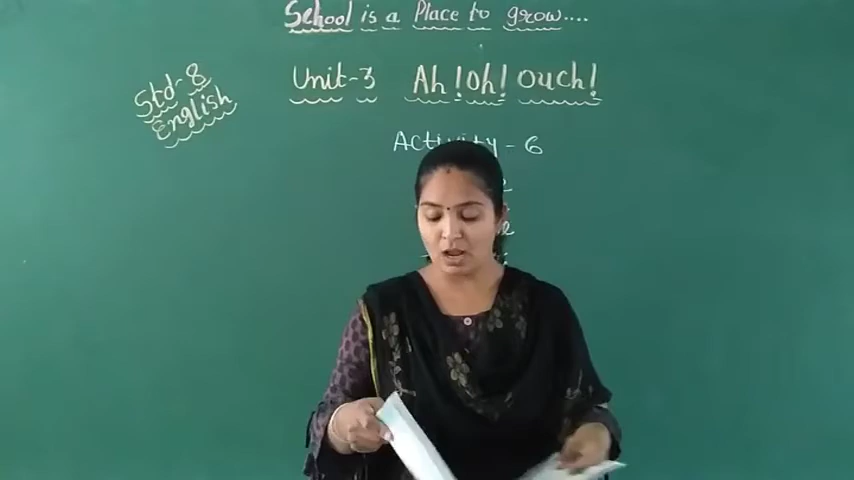 School is a Place to grow....
Unit-3 Ah!oh! ouch!
Std-8
English
Activity-6